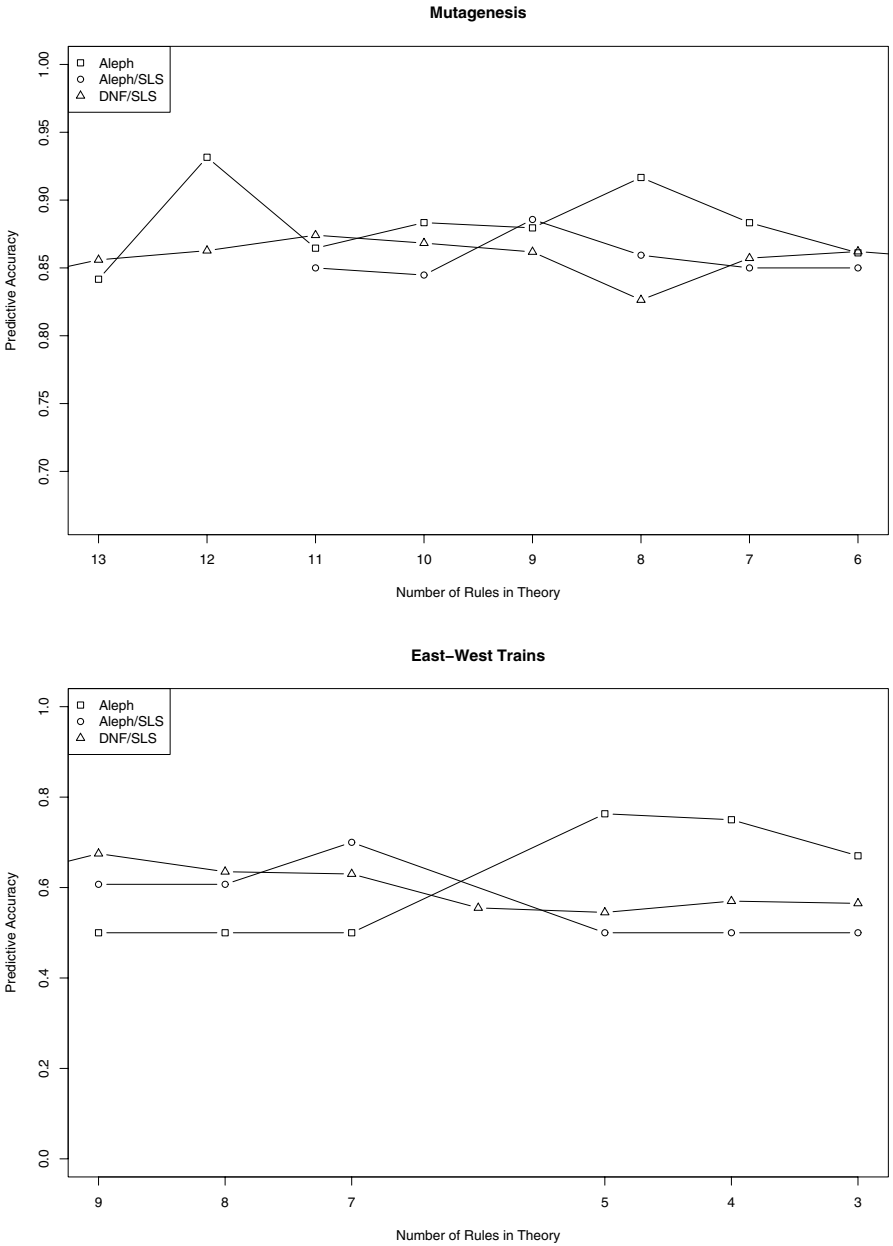 Mutagenesis
Aleph
Aleph/SLS
DNF/SLS
1.00
0.95
0.90
0.85
0.80
0.75
0.70
Predictive Accuracy
13 12 11 10 9 8 7 6
Number of Rules in Theory
East−West Trains
Aleph
Aleph/SLS
DNF/SLS
1.0
0.8
0.6
0.4
0.2
0.0
Predictive Accuracy
9 8 7 5 4 3
Number of Rules in Theory